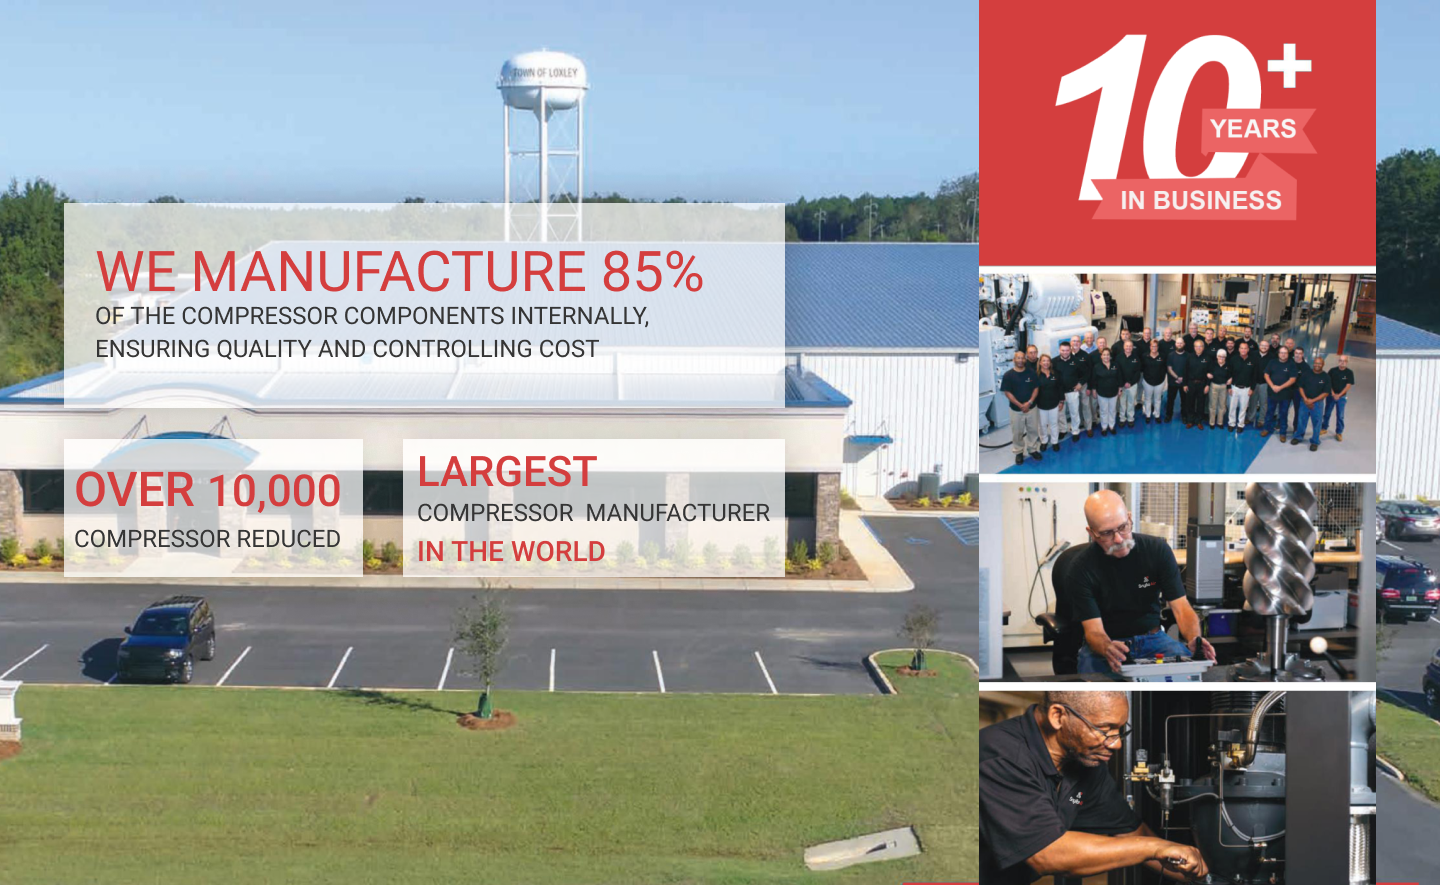 TOWN OF LOXLEY
WE MANUFACTURE 85%
OF THE COMPRESSOR COMPONENTS INTERNALLY,
ENSURING QUALITY AND CONTROLLING COST
OVER 10,000
COMPRESSOR REDUCED
LARGEST
COMPRESSOR MANUFACTURER
IN THE WORLD
10+
YEARS
IN BUSINESS